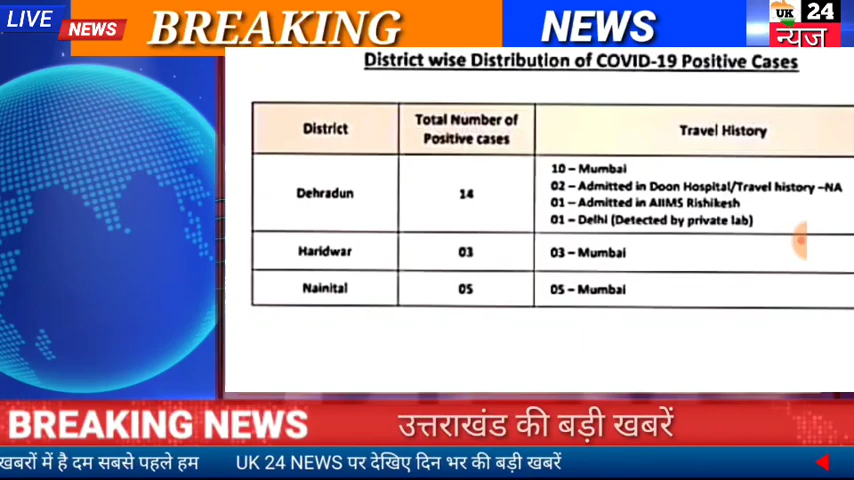 LIVE
NEWS
BREAKING
NEWS
UK 24
न्यूज
District wise Distribution of COVID-19 Positive Cases
District
Total Number of
Positive cases
Travel History
Dehradun
14
10 – Mumbai
02 – Admitted in Doon Hospital/Travel history –NA
01 – Admitted in AIIMS Rishikesh
01 – Delhi (Detected by private lab)
Haridwar
03
03 – Mumbai
Nainital
05
05 – Mumbai
BREAKING NEWS
उत्तराखंड की बड़ी खबरें
खबरों में है दम सबसे पहले हम
UK 24 NEWS पर देखिए दिन भर की बड़ी खबरें